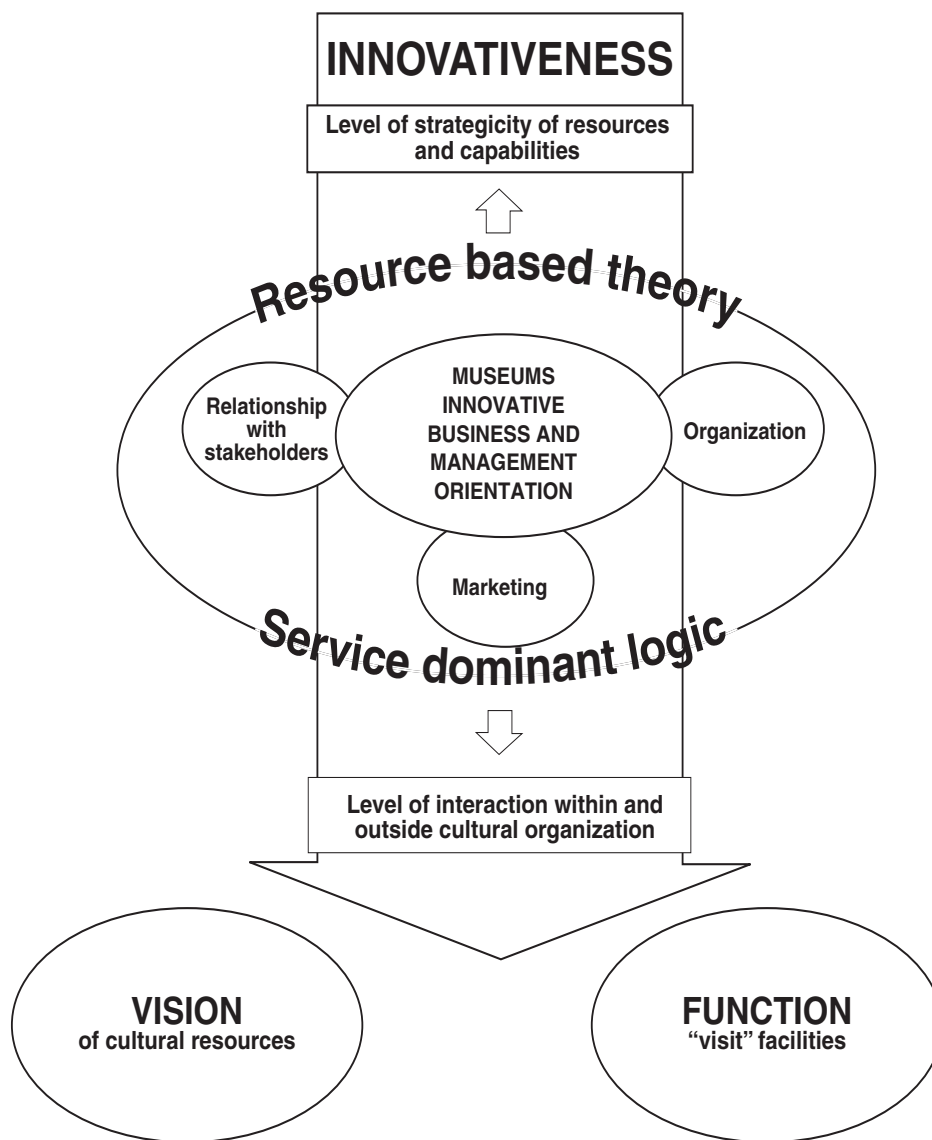 INNOVATIVENESS
Level of strategicity of resources
and capabilities
Resource based theory
Relationship
with
stakeholders
MUSEUMS
INNOVATIVE
BUSINESS AND
MANAGEMENT
ORIENTATION
Organization
Marketing
Service dominant logic
Level of interaction within and
outside cultural organization
VISION
of cultural resources
FUNCTION
“visit” facilities